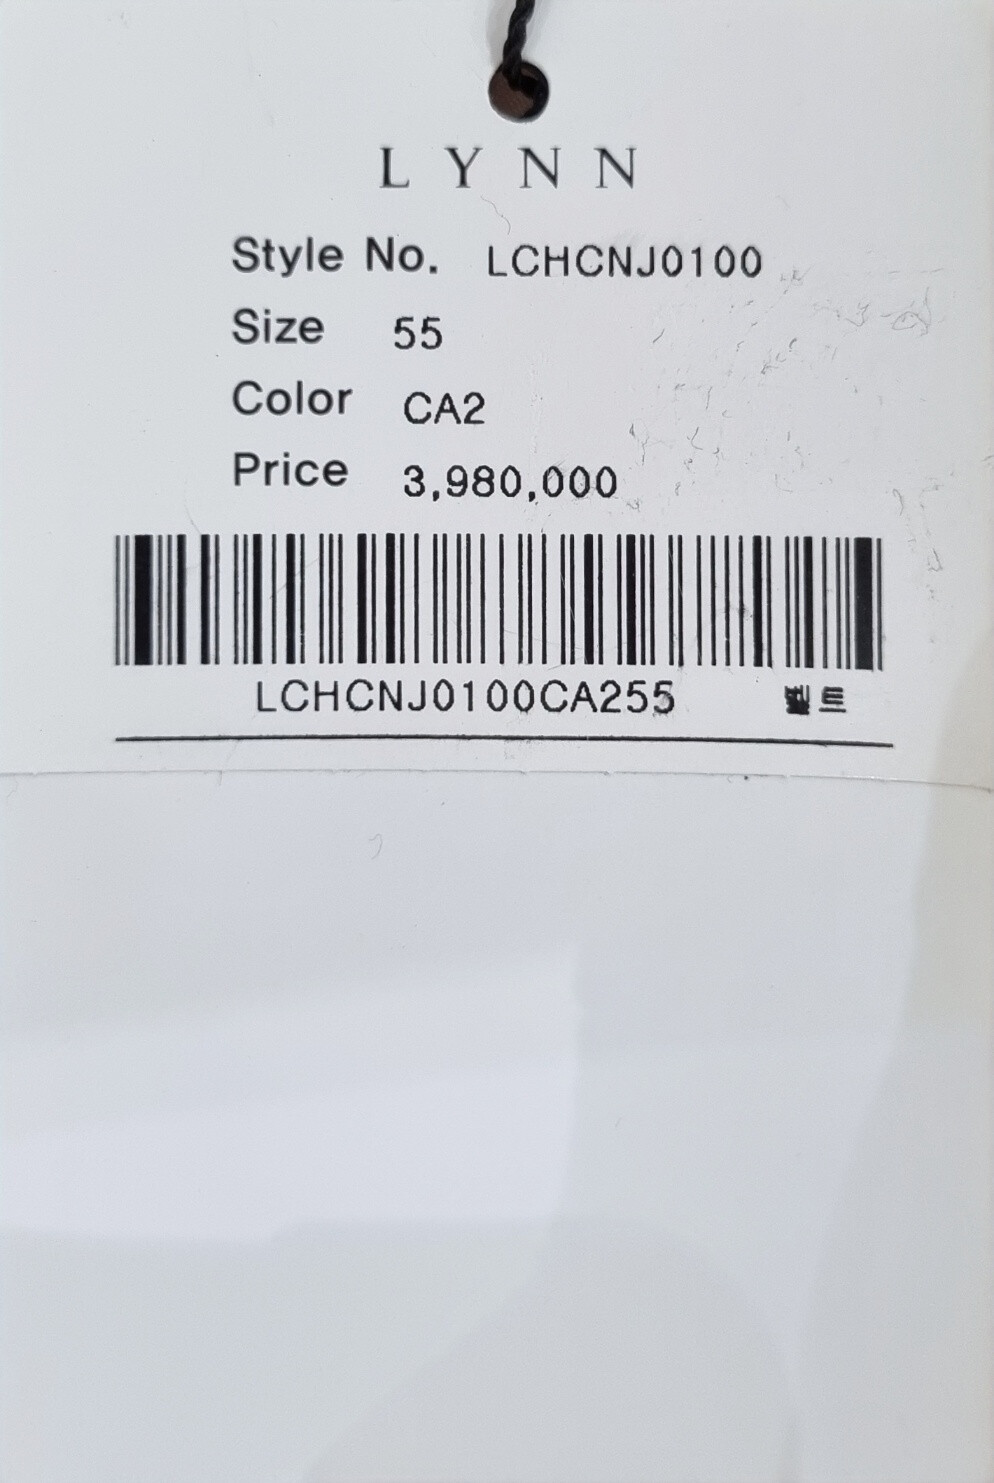 LYNN
Style No. LCHCNJ0100
Size 55
Color CA2
Price 3,980,000
LCHCNJ0100CA255 벨트